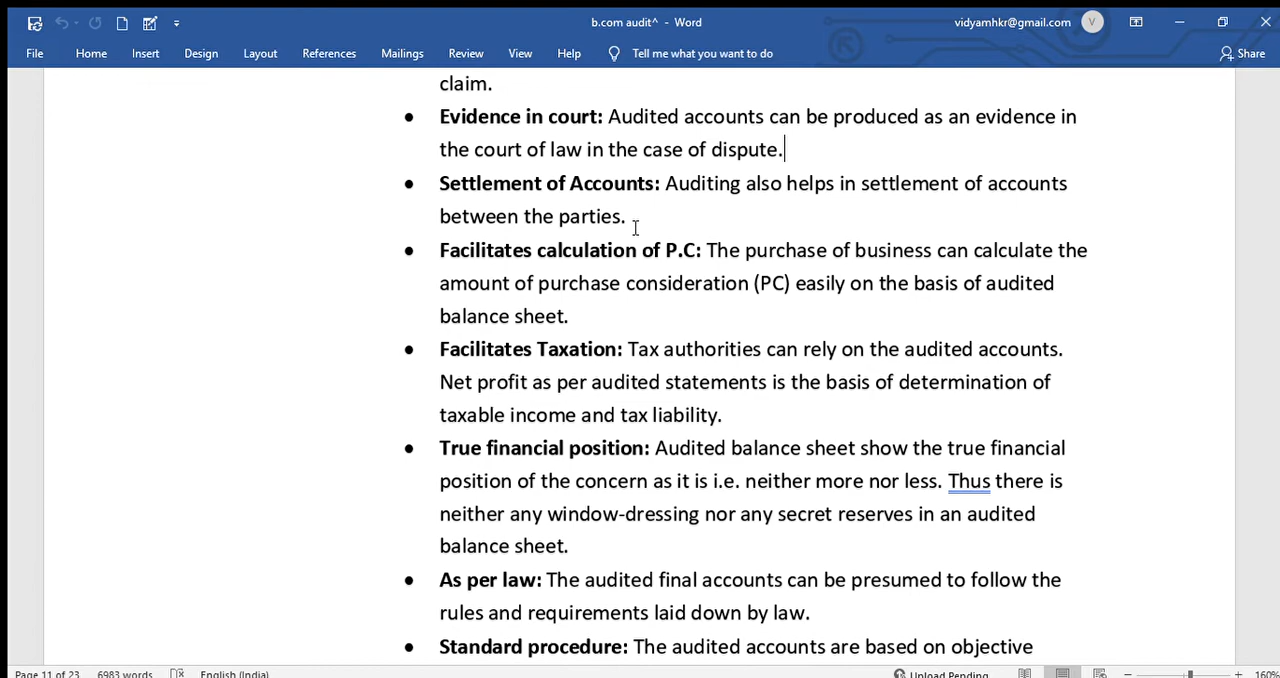 b.com audit^ - Word
vidyamhkr@gmail.com
V
File Home Insert Design Layout References Mailings Review View Help Tell me what you want to do Share
claim.
● Evidence in court: Audited accounts can be produced as an evidence in
the court of law in the case of dispute.
● Settlement of Accounts: Auditing also helps in settlement of accounts
between the parties.
● Facilitates calculation of P.C: The purchase of business can calculate the
amount of purchase consideration (PC) easily on the basis of audited
balance sheet.
● Facilitates Taxation: Tax authorities can rely on the audited accounts.
Net profit as per audited statements is the basis of determination of
taxable income and tax liability.
● True financial position: Audited balance sheet show the true financial
position of the concern as it is i.e. neither more nor less. Thus there is
neither any window-dressing nor any secret reserves in an audited
balance sheet.
● As per law: The audited final accounts can be presumed to follow the
rules and requirements laid down by law.
● Standard procedure: The audited accounts are based on objective
Page 11 of 23 6983 words English (India) Upload Pending 160%